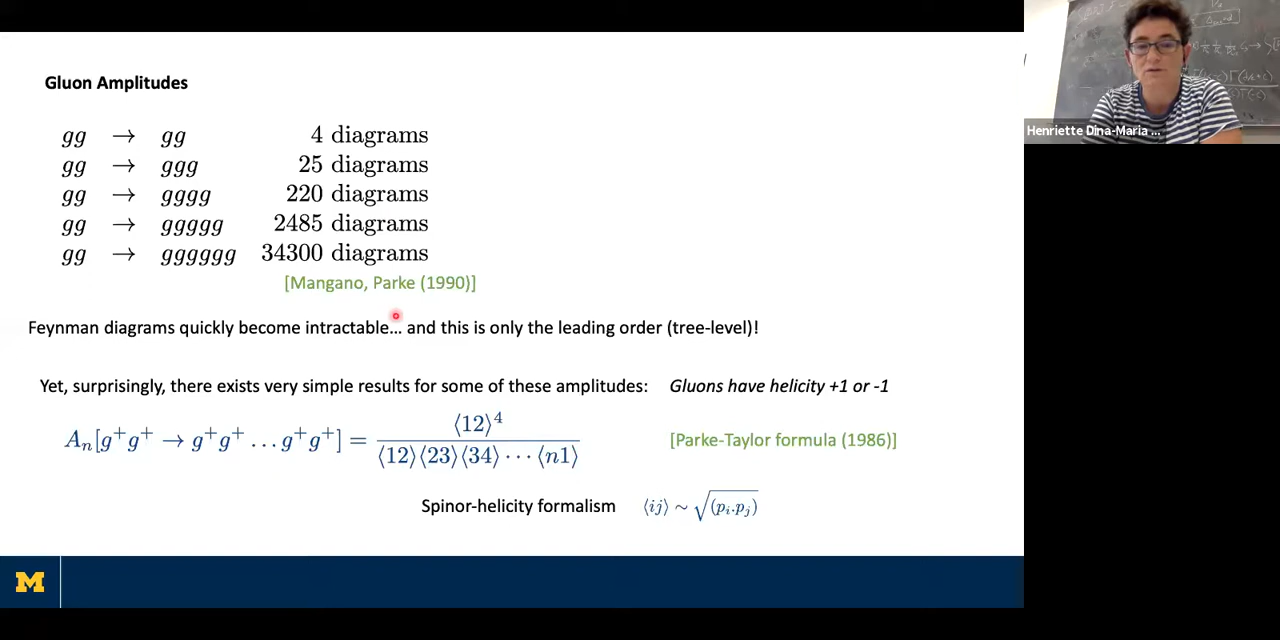 Gluon Amplitudes
gg → gg 4 diagrams
gg → ggg 25 diagrams
gg → gggg 220 diagrams
gg → ggggg 2485 diagrams
gg → gggggg 34300 diagrams
[Mangano, Parke (1990)]
Feynman diagrams quickly become intractable... and this is only the leading order (tree-level)!
Yet, surprisingly, there exists very simple results for some of these amplitudes: Gluons have helicity +1 or -1
Aₙ[g⁺g⁺ → g⁺g⁺ … g⁺g⁺] = ⟨12⟩⁴ / ⟨12⟩⟨23⟩⟨34⟩ ⋯ ⟨n1⟩ [Parke-Taylor formula (1986)]
Spinor-helicity formalism ⟨ij⟩ ∼ √(pᵢ.pⱼ)
M
Henriette Dina-Maria ...